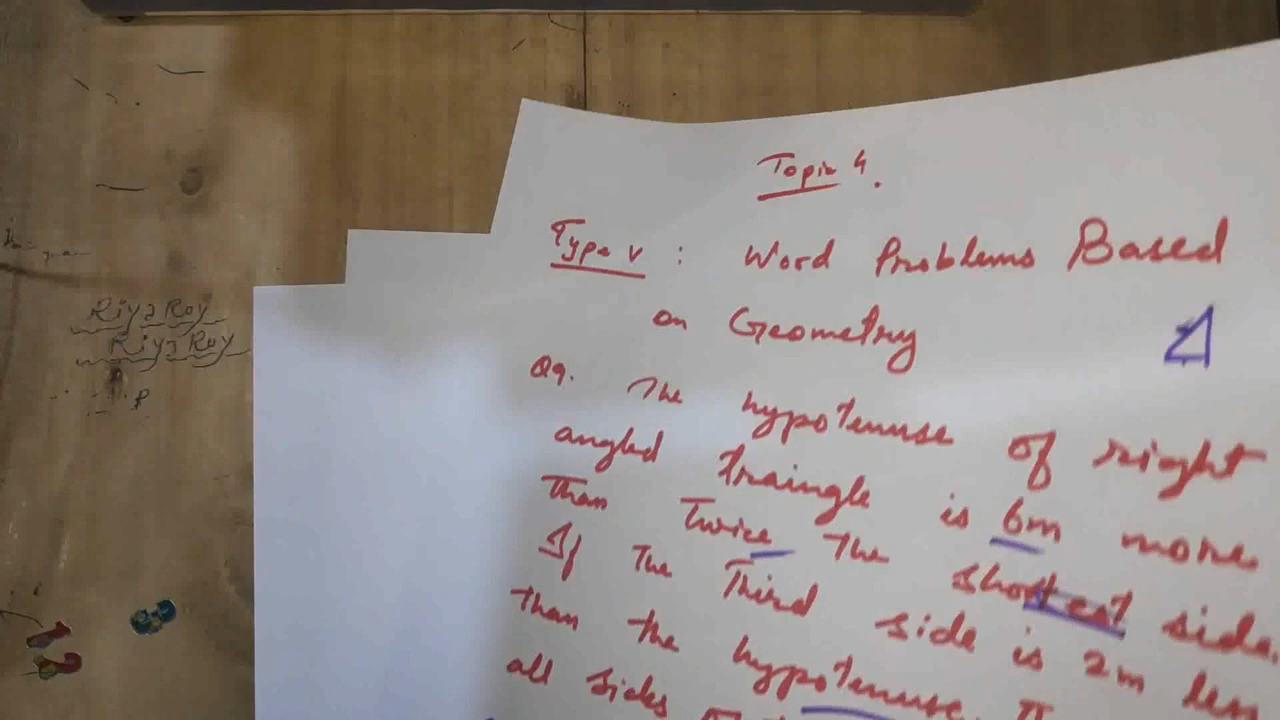 Topic 4.
Type V : Word Problems Based
on Geometry
Q9. The hypotenuse of right
angled traingle is 6m more
than twice the shortest side.
If the Third side is 2m less
than the hypotenuse.
all sides
Riya Roy
Riya Roy